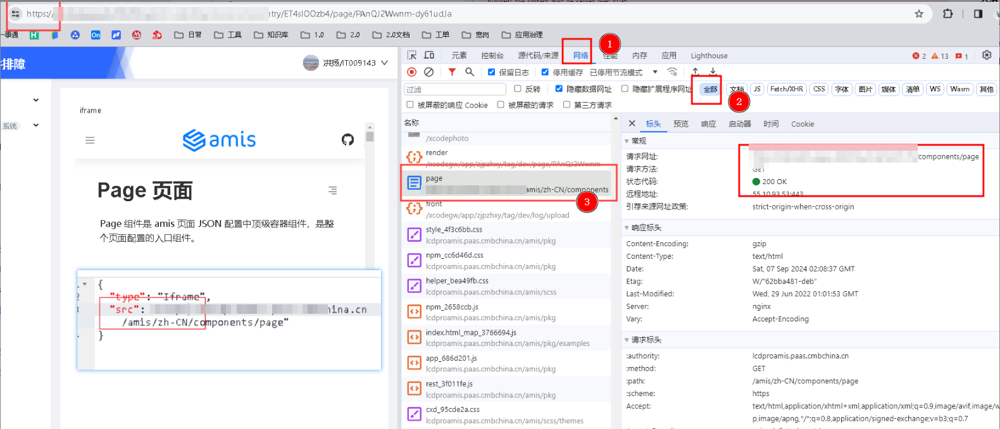 blocked: the content must be served over HTTPS
https://
ntry/ET4slOOzb4/page/PAnQJ2Wwnm-dy61udJa
事通
On
日常
工具
知识库
1.0
2.0
2.0文档
工单
宽岗
应用治理
排障
洪扬/IT009143
系统
iframe
amis
Page 页面
Page 组件是 amis 页面 JSON 配置中顶级容器组件，是整
个页面配置的入口组件。
{
"type": "Iframe",
"src":
hina.cn
/amis/zh-CN/components/page"
}
元素
控制台
源代码/来源
网络
性能
内存
应用
Lighthouse
2
13
1
1
保留日志
停用缓存
已停用节流模式
过滤
反转
隐藏数据网址
隐藏扩展程序网址
全部
文档
JS
Fetch/XHR
CSS
字体
图片
媒体
清单
WS
Wasm
其他
2
被屏蔽的响应 Cookie
被屏蔽的请求
第三方请求
名称
/xcodephoto
render
/xcodegw/app/zjpzhxy/tag/dev/page/PAnQJ2Wwnm
page
amis/zh-CN/components
3
front
/xcodegw/app/zjpzhxy/tag/dev/log/upload
style_4f3c6bb.css
lcdproamis.paas.cmbchina.cn/amis/pkg
npm_cc6d46d.css
lcdproamis.paas.cmbchina.cn/amis/pkg
helper_bea49fb.css
lcdproamis.paas.cmbchina.cn/amis/scss
npm_2658ccb.js
lcdproamis.paas.cmbchina.cn/amis/pkg
index.html_map_3766694.js
lcdproamis.paas.cmbchina.cn/amis/pkg/examples
app_686d201.js
lcdproamis.paas.cmbchina.cn/amis/pkg
rest_3f011fe.js
lcdproamis.paas.cmbchina.cn/amis/pkg
cxd_95cde2a.css
lcdproamis.paas.cmbchina.cn/amis/scss/themes
标头
预览
响应
启动器
时间
Cookie
常规
请求网址:
/components/page
请求方法:
GET
状态代码:
200 OK
远程地址:
55.10.93.53:443
引荐来源网址政策:
strict-origin-when-cross-origin
响应标头
Content-Encoding:
gzip
Content-Type:
text/html
Date:
Sat, 07 Sep 2024 02:08:37 GMT
Etag:
W/"62bba481-deb"
Last-Modified:
Wed, 29 Jun 2022 01:01:53 GMT
Server:
nginx
Vary:
Accept-Encoding
请求标头
:authority:
lcdproamis.paas.cmbchina.cn
:method:
GET
:path:
/amis/zh-CN/components/page
:scheme:
https
Accept:
text/html,application/xhtml+xml,application/xml;q=0.9,image/avif,image/w
p,image/apng,*/*;q=0.8,application/signed-exchange;v=b3;q=0.7